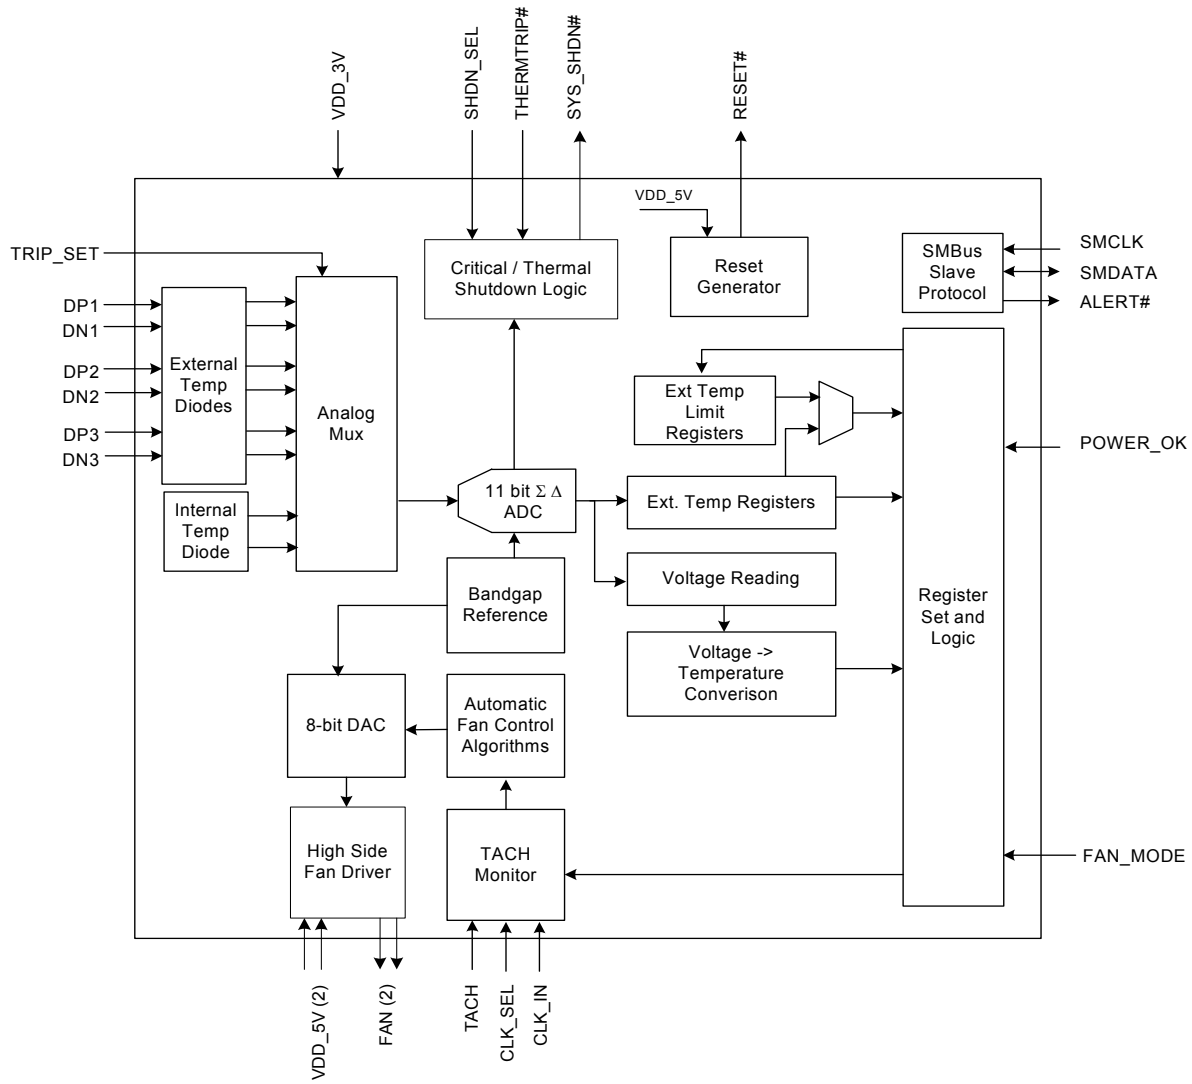 VDD_3V
SHDN_SEL
THERMTRIP#
SYS_SHDN#
RESET#
VDD_5V
TRIP_SET
DP1
DN1
DP2
DN2
DP3
DN3
External
Temp
Diodes
Internal
Temp
Diode
Analog
Mux
Critical / Thermal
Shutdown Logic
Reset
Generator
SMBus
Slave
Protocol
SMCLK
SMDATA
ALERT#
Ext Temp
Limit
Registers
POWER_OK
11 bit Σ Δ
ADC
Ext. Temp Registers
Bandgap
Reference
Voltage Reading
Voltage ->
Temperature
Converison
Register
Set and
Logic
8-bit DAC
Automatic
Fan Control
Algorithms
High Side
Fan Driver
TACH
Monitor
FAN_MODE
VDD_5V (2)
FAN (2)
TACH
CLK_SEL
CLK_IN